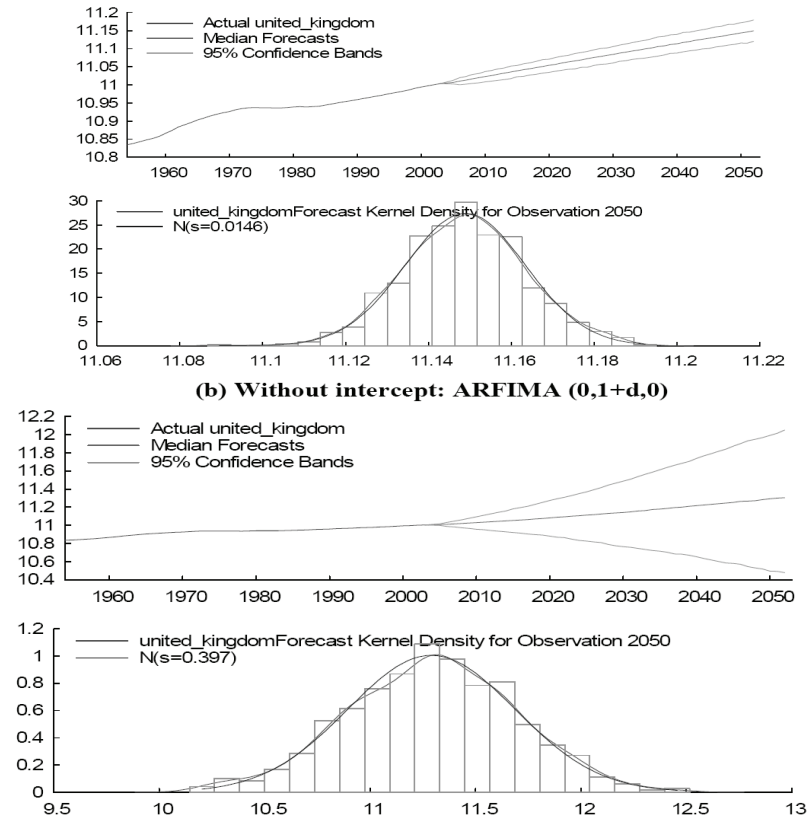 11.2
11.15
11.1
11.05
11
10.95
10.9
10.85
10.8
Actual united_kingdom
Median Forecasts
95% Confidence Bands
1960 1970 1980 1990 2000 2010 2020 2030 2040 2050
30
25
20
15
10
5
0
united_kingdomForecast Kernel Density for Observation 2050
N(s=0.0146)
11.06 11.08 11.1 11.12 11.14 11.16 11.18 11.2 11.22
(b) Without intercept: ARFIMA (0,1+d,0)
12.2
12
11.8
11.6
11.4
11.2
11
10.8
10.6
10.4
Actual united_kingdom
Median Forecasts
95% Confidence Bands
1960 1970 1980 1990 2000 2010 2020 2030 2040 2050
1.2
1
0.8
0.6
0.4
0.2
0
united_kingdomForecast Kernel Density for Observation 2050
N(s=0.397)
9.5 10 10.5 11 11.5 12 12.5 13